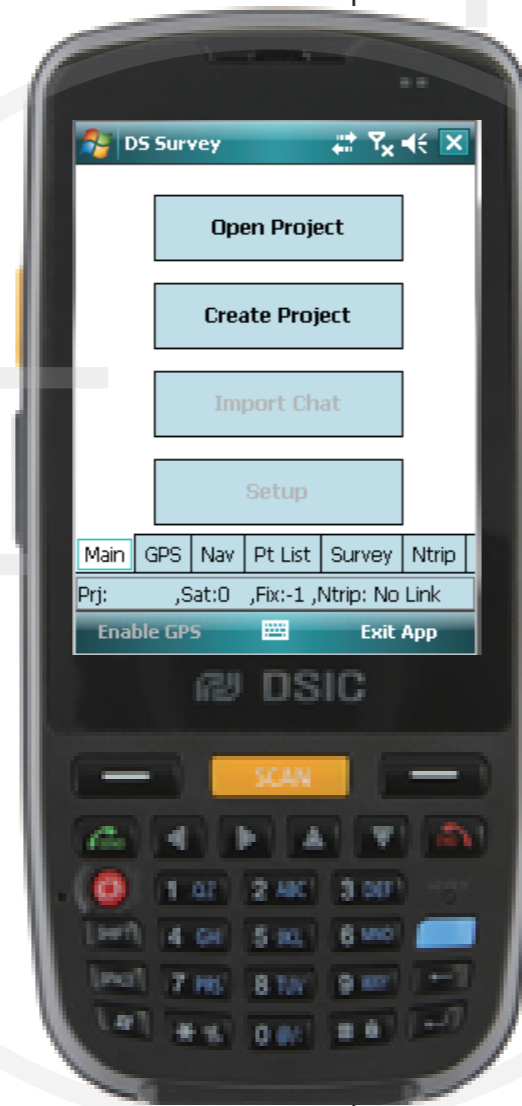 DS Survey
Open Project
Create Project
Import Chat
Setup
Main GPS Nav Pt List Survey Ntrip
Prj: ,Sat:0 ,Fix:-1 ,Ntrip: No Link
Enable GPS Exit App
DSIC
SCAN
1 2 ABC 3 DEF
4 GHI 5 JKL 6 MNO
7 8 TUV 9
* 0 #